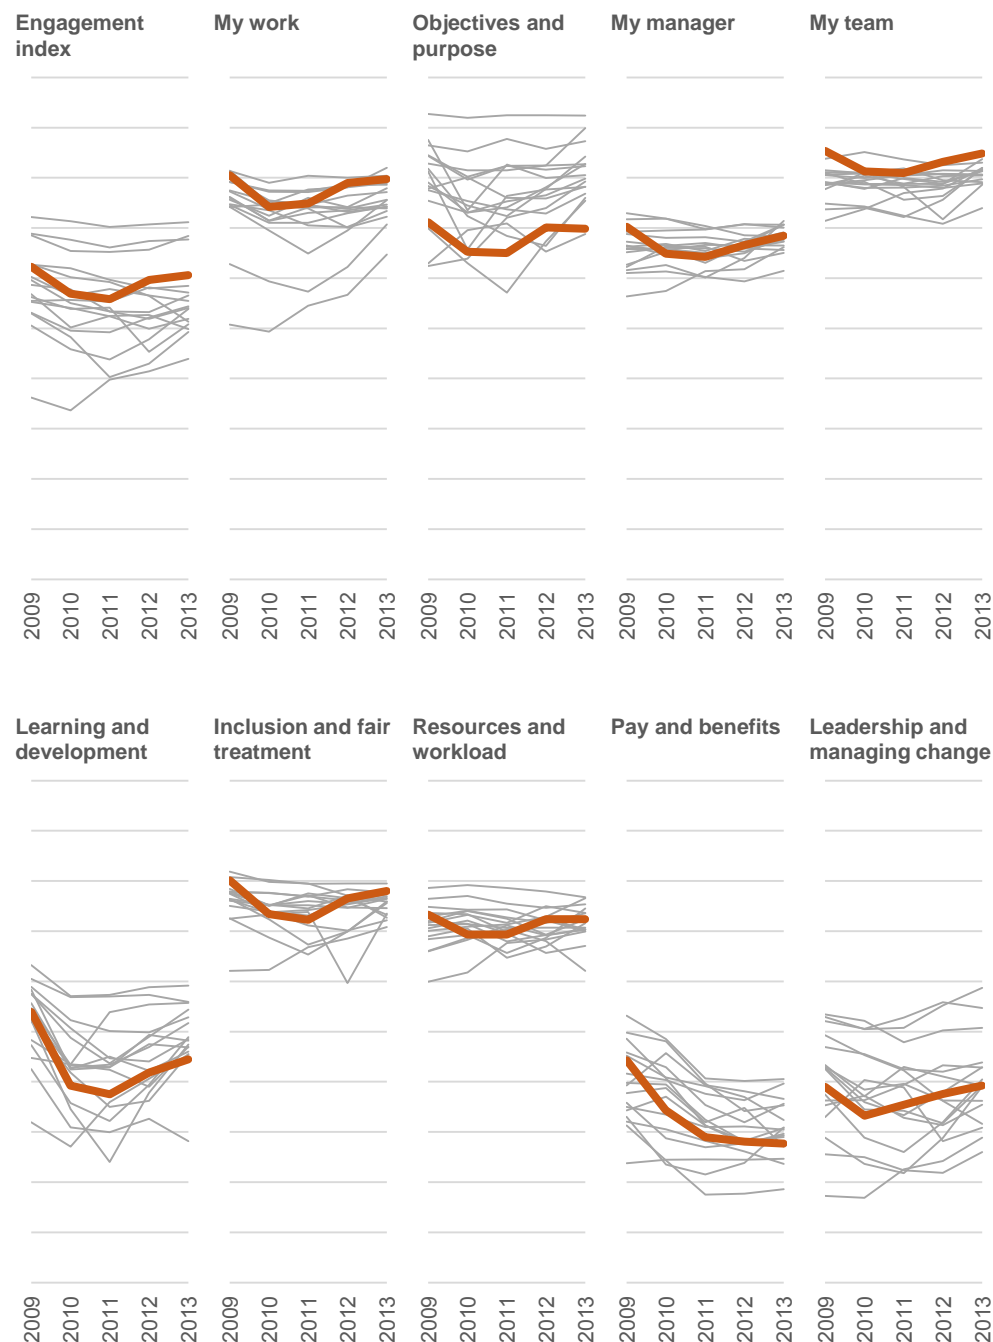 Engagement
index
My work
Objectives and
purpose
My manager
My team
2009 2010 2011 2012 2013
2009 2010 2011 2012 2013
2009 2010 2011 2012 2013
2009 2010 2011 2012 2013
2009 2010 2011 2012 2013
Learning and
development
Inclusion and fair
treatment
Resources and
workload
Pay and benefits
Leadership and
managing change
2009 2010 2011 2012 2013
2009 2010 2011 2012 2013
2009 2010 2011 2012 2013
2009 2010 2011 2012 2013
2009 2010 2011 2012 2013